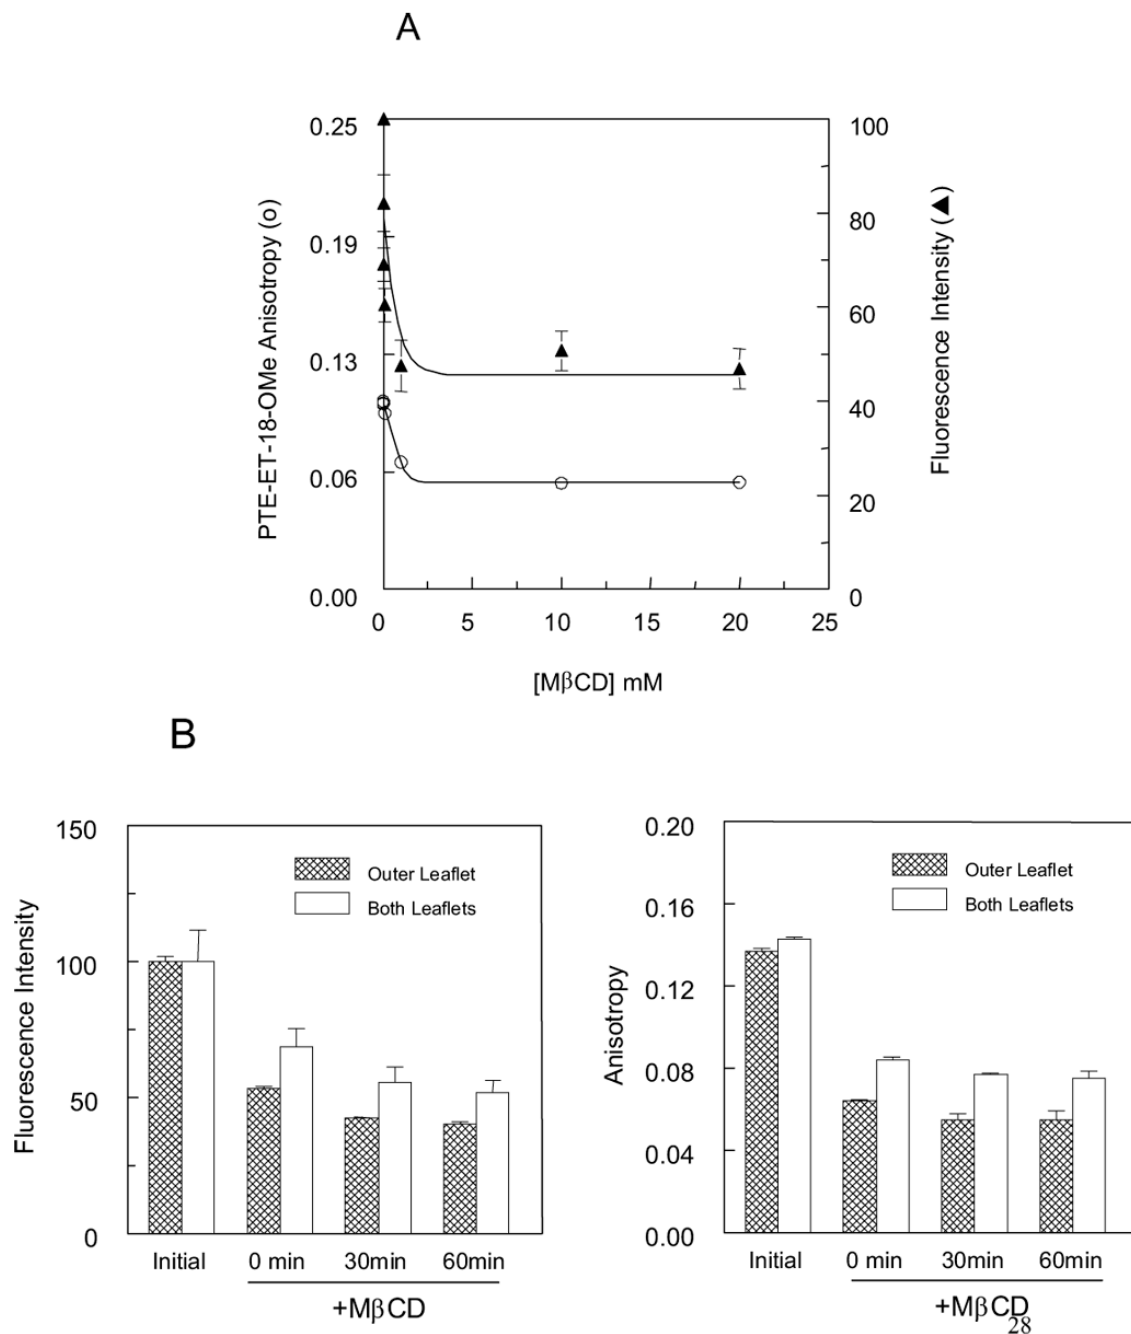 A
0.25
0.19
0.13
0.06
0.00
PTE-ET-18-OMe Anisotropy (o)
100
80
60
40
20
0
Fluorescence Intensity (▲)
0 5 10 15 20 25
[MβCD] mM
B
150
100
50
0
Fluorescence Intensity
Outer Leaflet
Both Leaflets
Initial 0 min 30min 60min
+MβCD
0.20
0.16
0.12
0.08
0.04
0.00
Anisotropy
Outer Leaflet
Both Leaflets
Initial 0 min 30min 60min
+MβCD
28